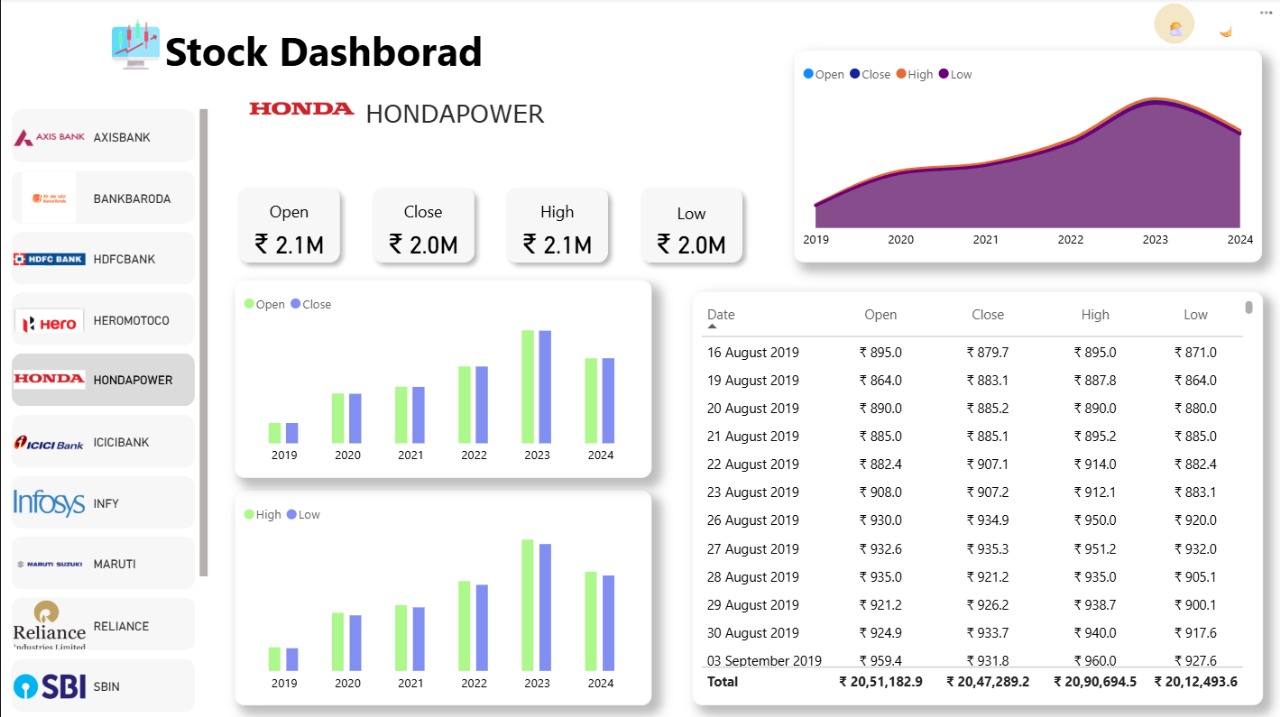 Stock Dashborad
HONDA HONDAPOWER
AXIS BANK AXISBANK
BANKBARODA
HDFC BANK HDFCBANK
Hero HEROMOTOCO
HONDA HONDAPOWER
ICICI Bank ICICIBANK
Infosys INFY
MARUTI SUZUKI MARUTI
Reliance RELIANCE
Industries Limited
SBI SBIN
Open
₹ 2.1M
Close
₹ 2.0M
High
₹ 2.1M
Low
₹ 2.0M
Open Close High Low
2019 2020 2021 2022 2023 2024
Open Close
2019 2020 2021 2022 2023 2024
High Low
2019 2020 2021 2022 2023 2024
Date Open Close High Low
16 August 2019 ₹ 895.0 ₹ 879.7 ₹ 895.0 ₹ 871.0
19 August 2019 ₹ 864.0 ₹ 883.1 ₹ 887.8 ₹ 864.0
20 August 2019 ₹ 890.0 ₹ 885.2 ₹ 890.0 ₹ 880.0
21 August 2019 ₹ 885.0 ₹ 885.1 ₹ 895.2 ₹ 885.0
22 August 2019 ₹ 882.4 ₹ 907.1 ₹ 914.0 ₹ 882.4
23 August 2019 ₹ 908.0 ₹ 907.2 ₹ 912.1 ₹ 883.1
26 August 2019 ₹ 930.0 ₹ 934.9 ₹ 950.0 ₹ 920.0
27 August 2019 ₹ 932.6 ₹ 935.3 ₹ 951.2 ₹ 932.0
28 August 2019 ₹ 935.0 ₹ 921.2 ₹ 935.0 ₹ 905.1
29 August 2019 ₹ 921.2 ₹ 926.2 ₹ 938.7 ₹ 900.1
30 August 2019 ₹ 924.9 ₹ 933.7 ₹ 940.0 ₹ 917.6
03 September 2019 ₹ 959.4 ₹ 931.8 ₹ 960.0 ₹ 927.6
Total ₹ 20,51,182.9 ₹ 20,47,289.2 ₹ 20,90,694.5 ₹ 20,12,493.6